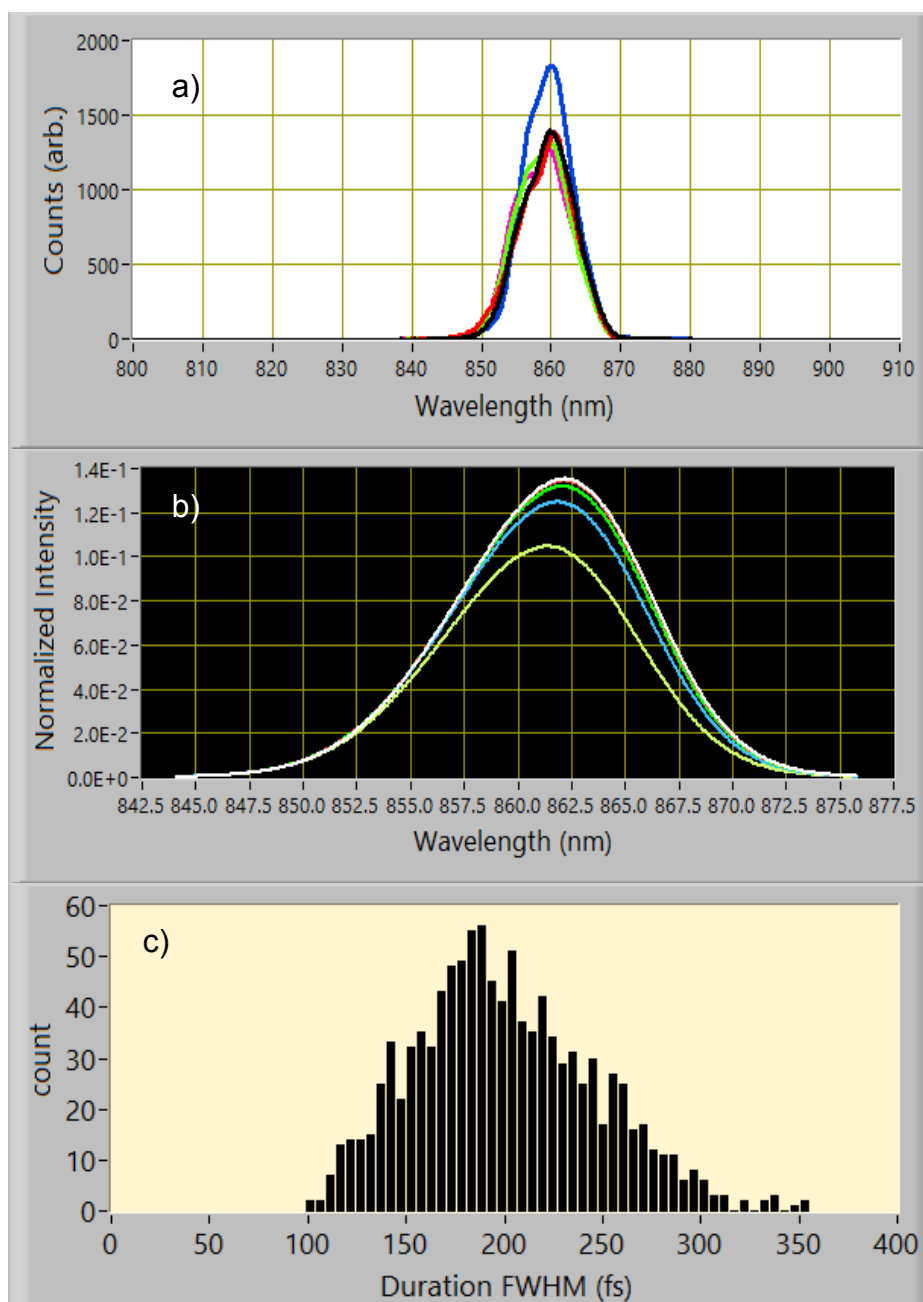 a)
Counts (arb.)
2000
1500
1000
500
0
800 810 820 830 840 850 860 870 880 890 900 910
Wavelength (nm)
b)
Normalized Intensity
1.4E-1
1.2E-1
1.0E-1
8.0E-2
6.0E-2
4.0E-2
2.0E-2
0.0E+0
842.5 845.0 847.5 850.0 852.5 855.0 857.5 860.0 862.5 865.0 867.5 870.0 872.5 875.0 877.5
Wavelength (nm)
c)
count
60
50
40
30
20
10
0
0 50 100 150 200 250 300 350 400
Duration FWHM (fs)